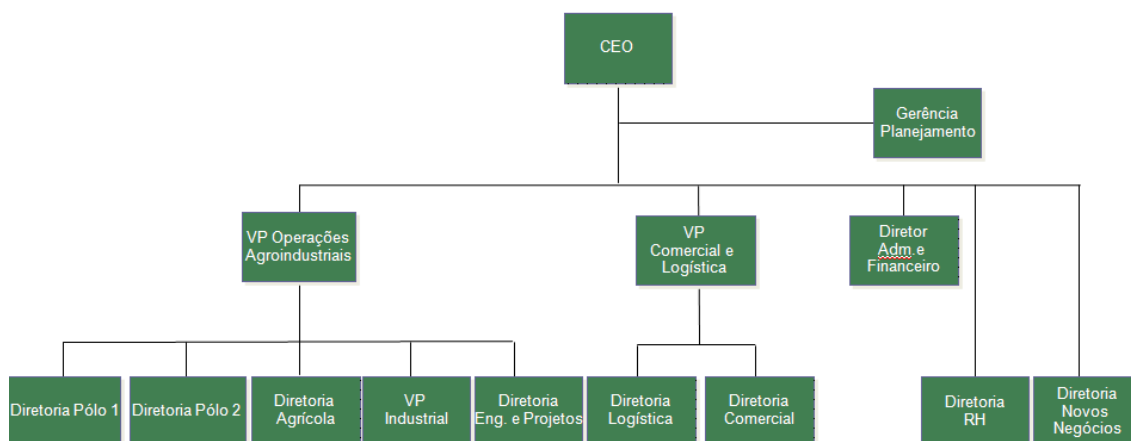 CEO
Gerência
Planejamento
VP Operações
Agroindustriais
VP
Comercial e
Logística
Diretor
Adm.e
Financeiro
Diretoria Pólo 1
Diretoria Pólo 2
Diretoria
Agrícola
VP
Industrial
Diretoria
Eng. e Projetos
Diretoria
Logística
Diretoria
Comercial
Diretoria
RH
Diretoria
Novos
Negócios